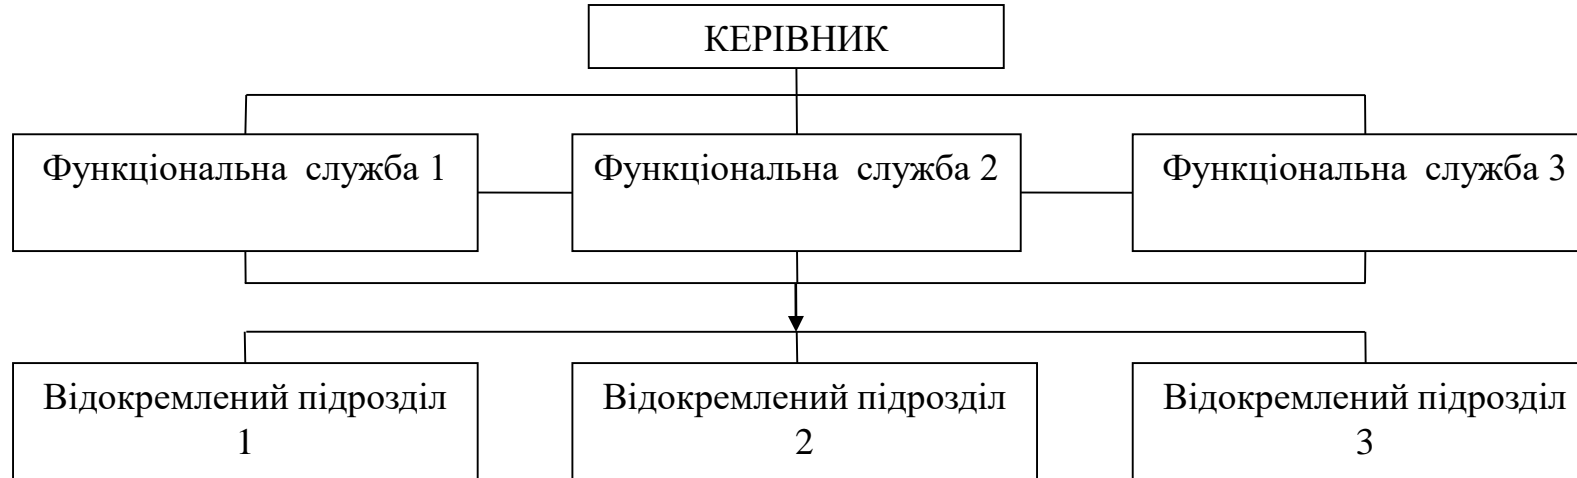 КЕРІВНИК
Функціональна служба 1
Функціональна служба 2
Функціональна служба 3
Відокремлений підрозділ
1
Відокремлений підрозділ
2
Відокремлений підрозділ
3